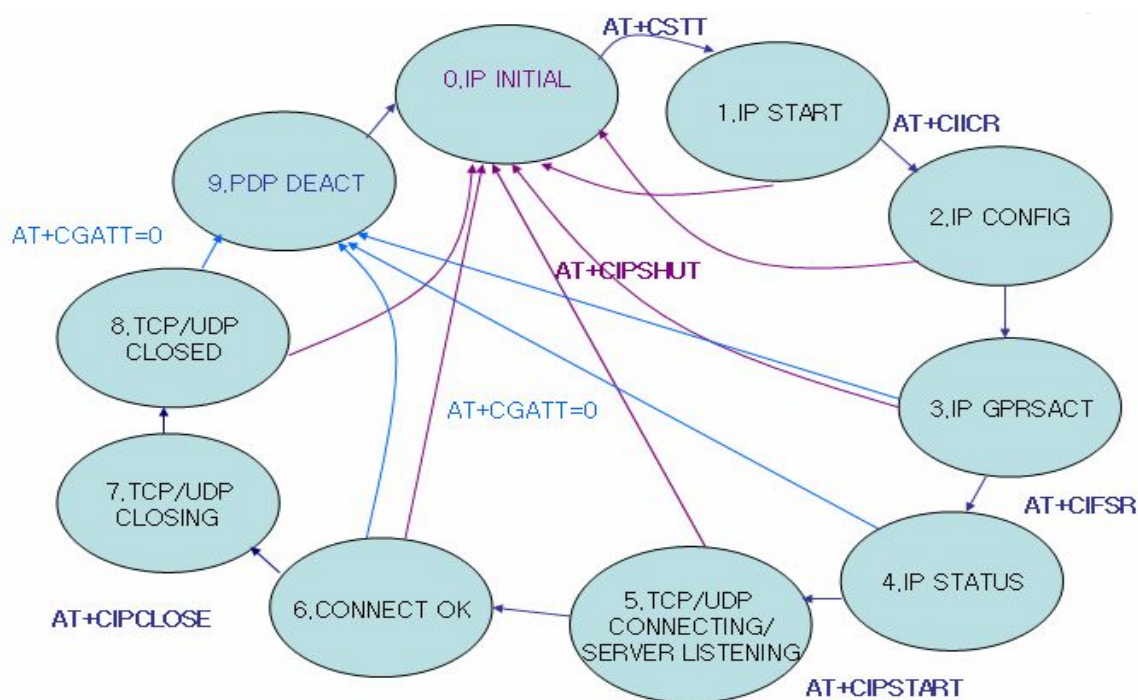 AT+CSTT
0,IP INITIAL
1,IP START
AT+CIICR
9,PDP DEACT
2,IP CONFIG
AT+CGATT=0
AT+CIPSHUT
8,TCP/UDP
CLOSED
3,IP GPRSACT
AT+CGATT=0
7,TCP/UDP
CLOSING
AT+CIFSR
4,IP STATUS
6,CONNECT OK
5,TCP/UDP
CONNECTING/
SERVER LISTENING
AT+CIPCLOSE
AT+CIPSTART